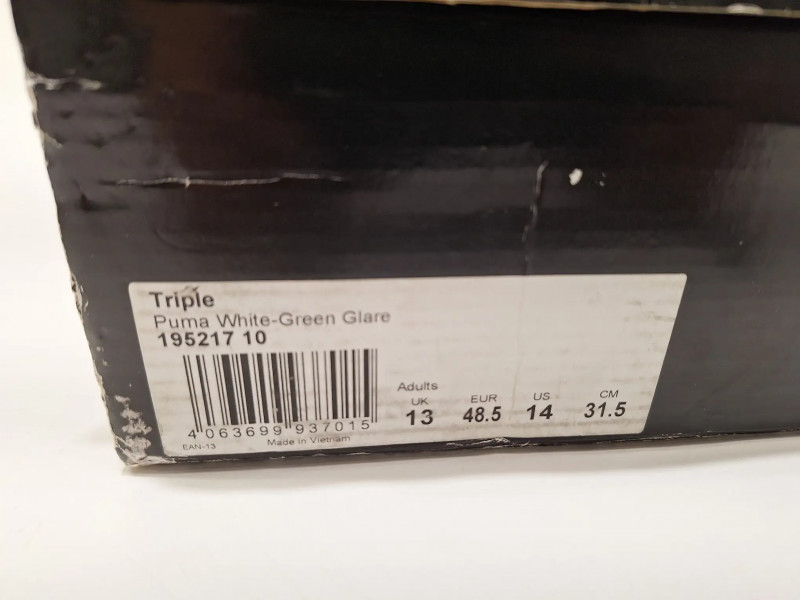 Triple
Puma White-Green Glare
195217 10
4 063699 937015
EAN-13
Made in Vietnam
Adults
UK EUR US CM
13 48.5 14 31.5